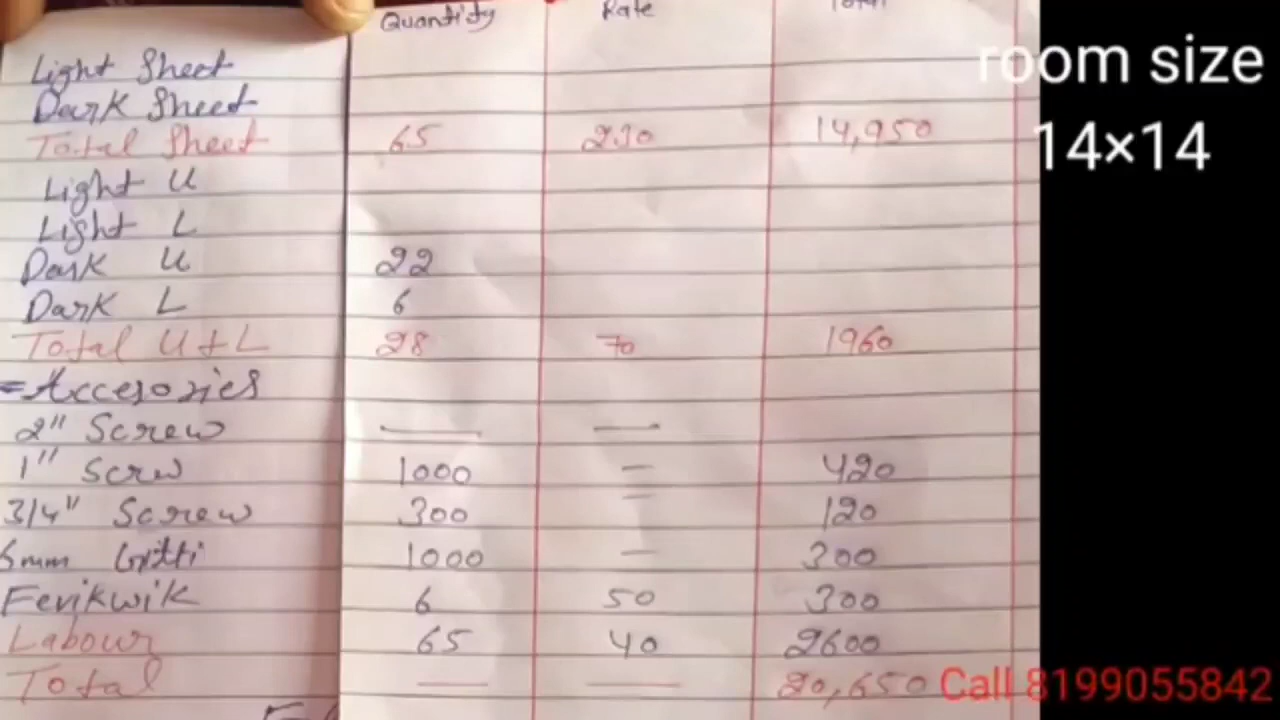 Quantity Rate Total
Light Sheet
Dark Sheet
Total Sheet 65 230 14,950
Light U
Light L
Dark U 22
Dark L 6
Total U+L 28 70 1960
=Accesories
2" Screw — —
1" Scrw 1000 — 420
3/4" Screw 300 = 120
6mm Gitti 1000 — 300
Fevikwik 6 50 300
Labour 65 40 2600
Total — — 20,650
room size
14×14
Call 8199055842